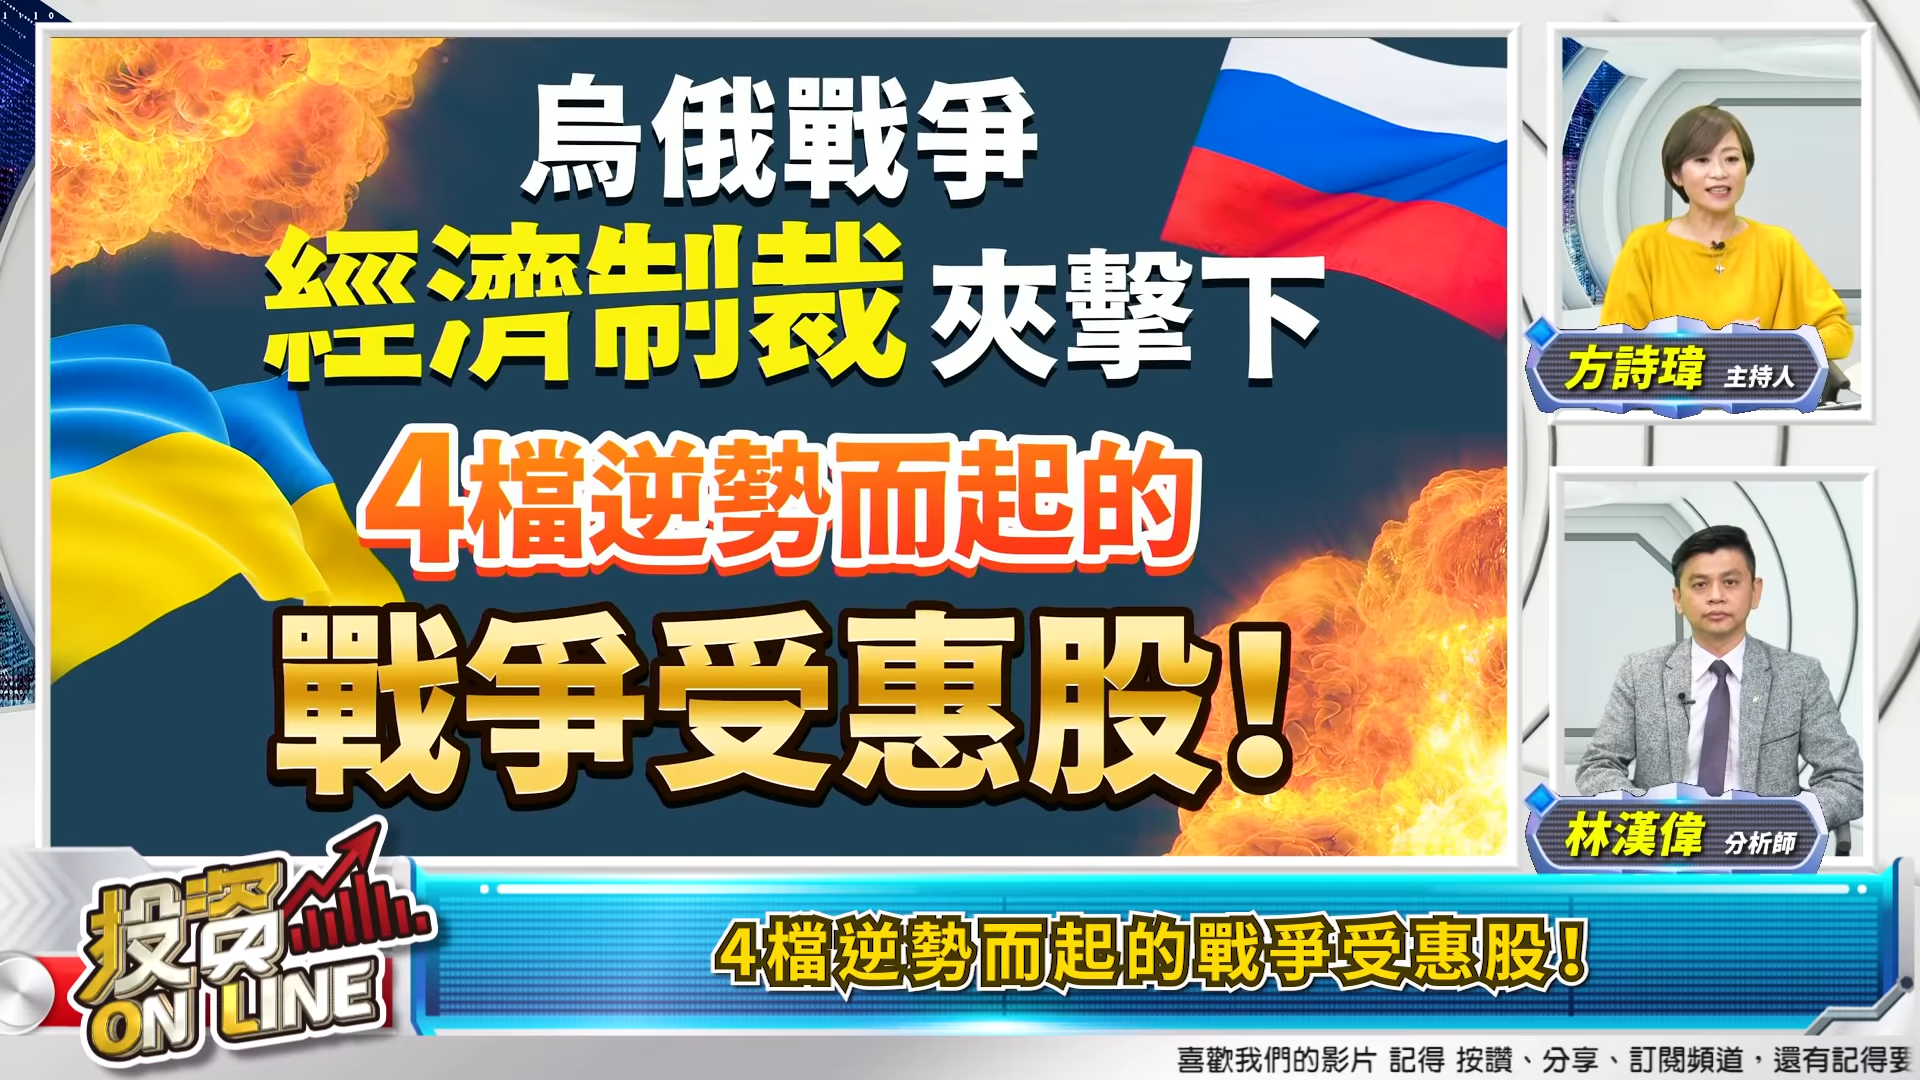 烏俄戰爭
經濟制裁夾擊下
4檔逆勢而起的
戰爭受惠股!
方詩瑋 主持人
林漢偉 分析師
投資
ON LINE
4檔逆勢而起的戰爭受惠股!
喜歡我們的影片 記得 按讚、分享、訂閱頻道,還有記得要